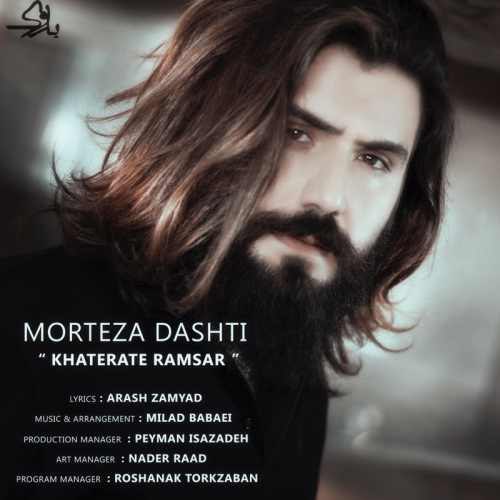 MORTEZA DASHTI
“ KHATERATE RAMSAR ”
LYRICS : ARASH ZAMYAD
MUSIC & ARRANGEMENT : MILAD BABAEI
PRODUCTION MANAGER : PEYMAN ISAZADEH
ART MANAGER : NADER RAAD
PROGRAM MANAGER : ROSHANAK TORKZABAN